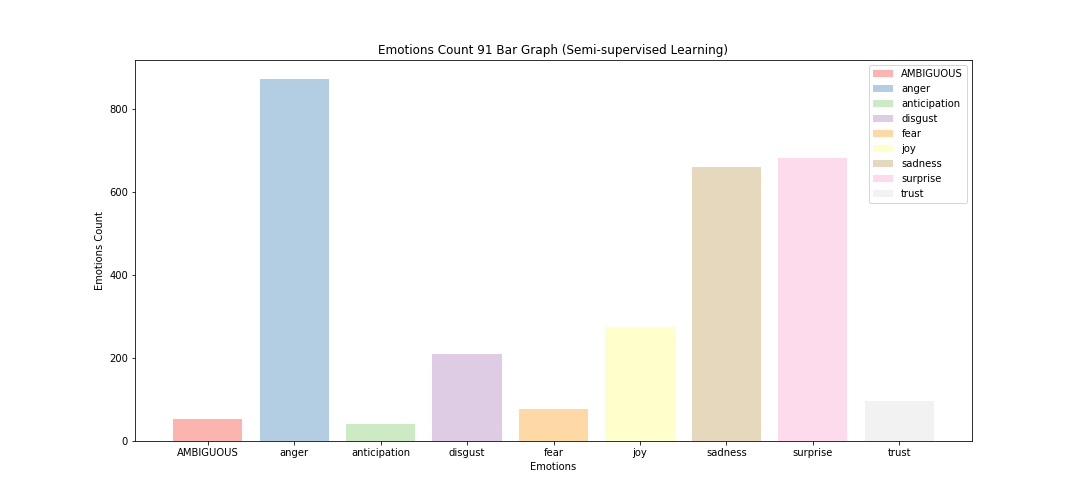 Emotions Count 91 Bar Graph (Semi-supervised Learning)
AMBIGUOUS
anger
anticipation
disgust
fear
joy
sadness
surprise
trust
Emotions Count
800
600
400
200
0
AMBIGUOUS anger anticipation disgust fear joy sadness surprise trust
Emotions